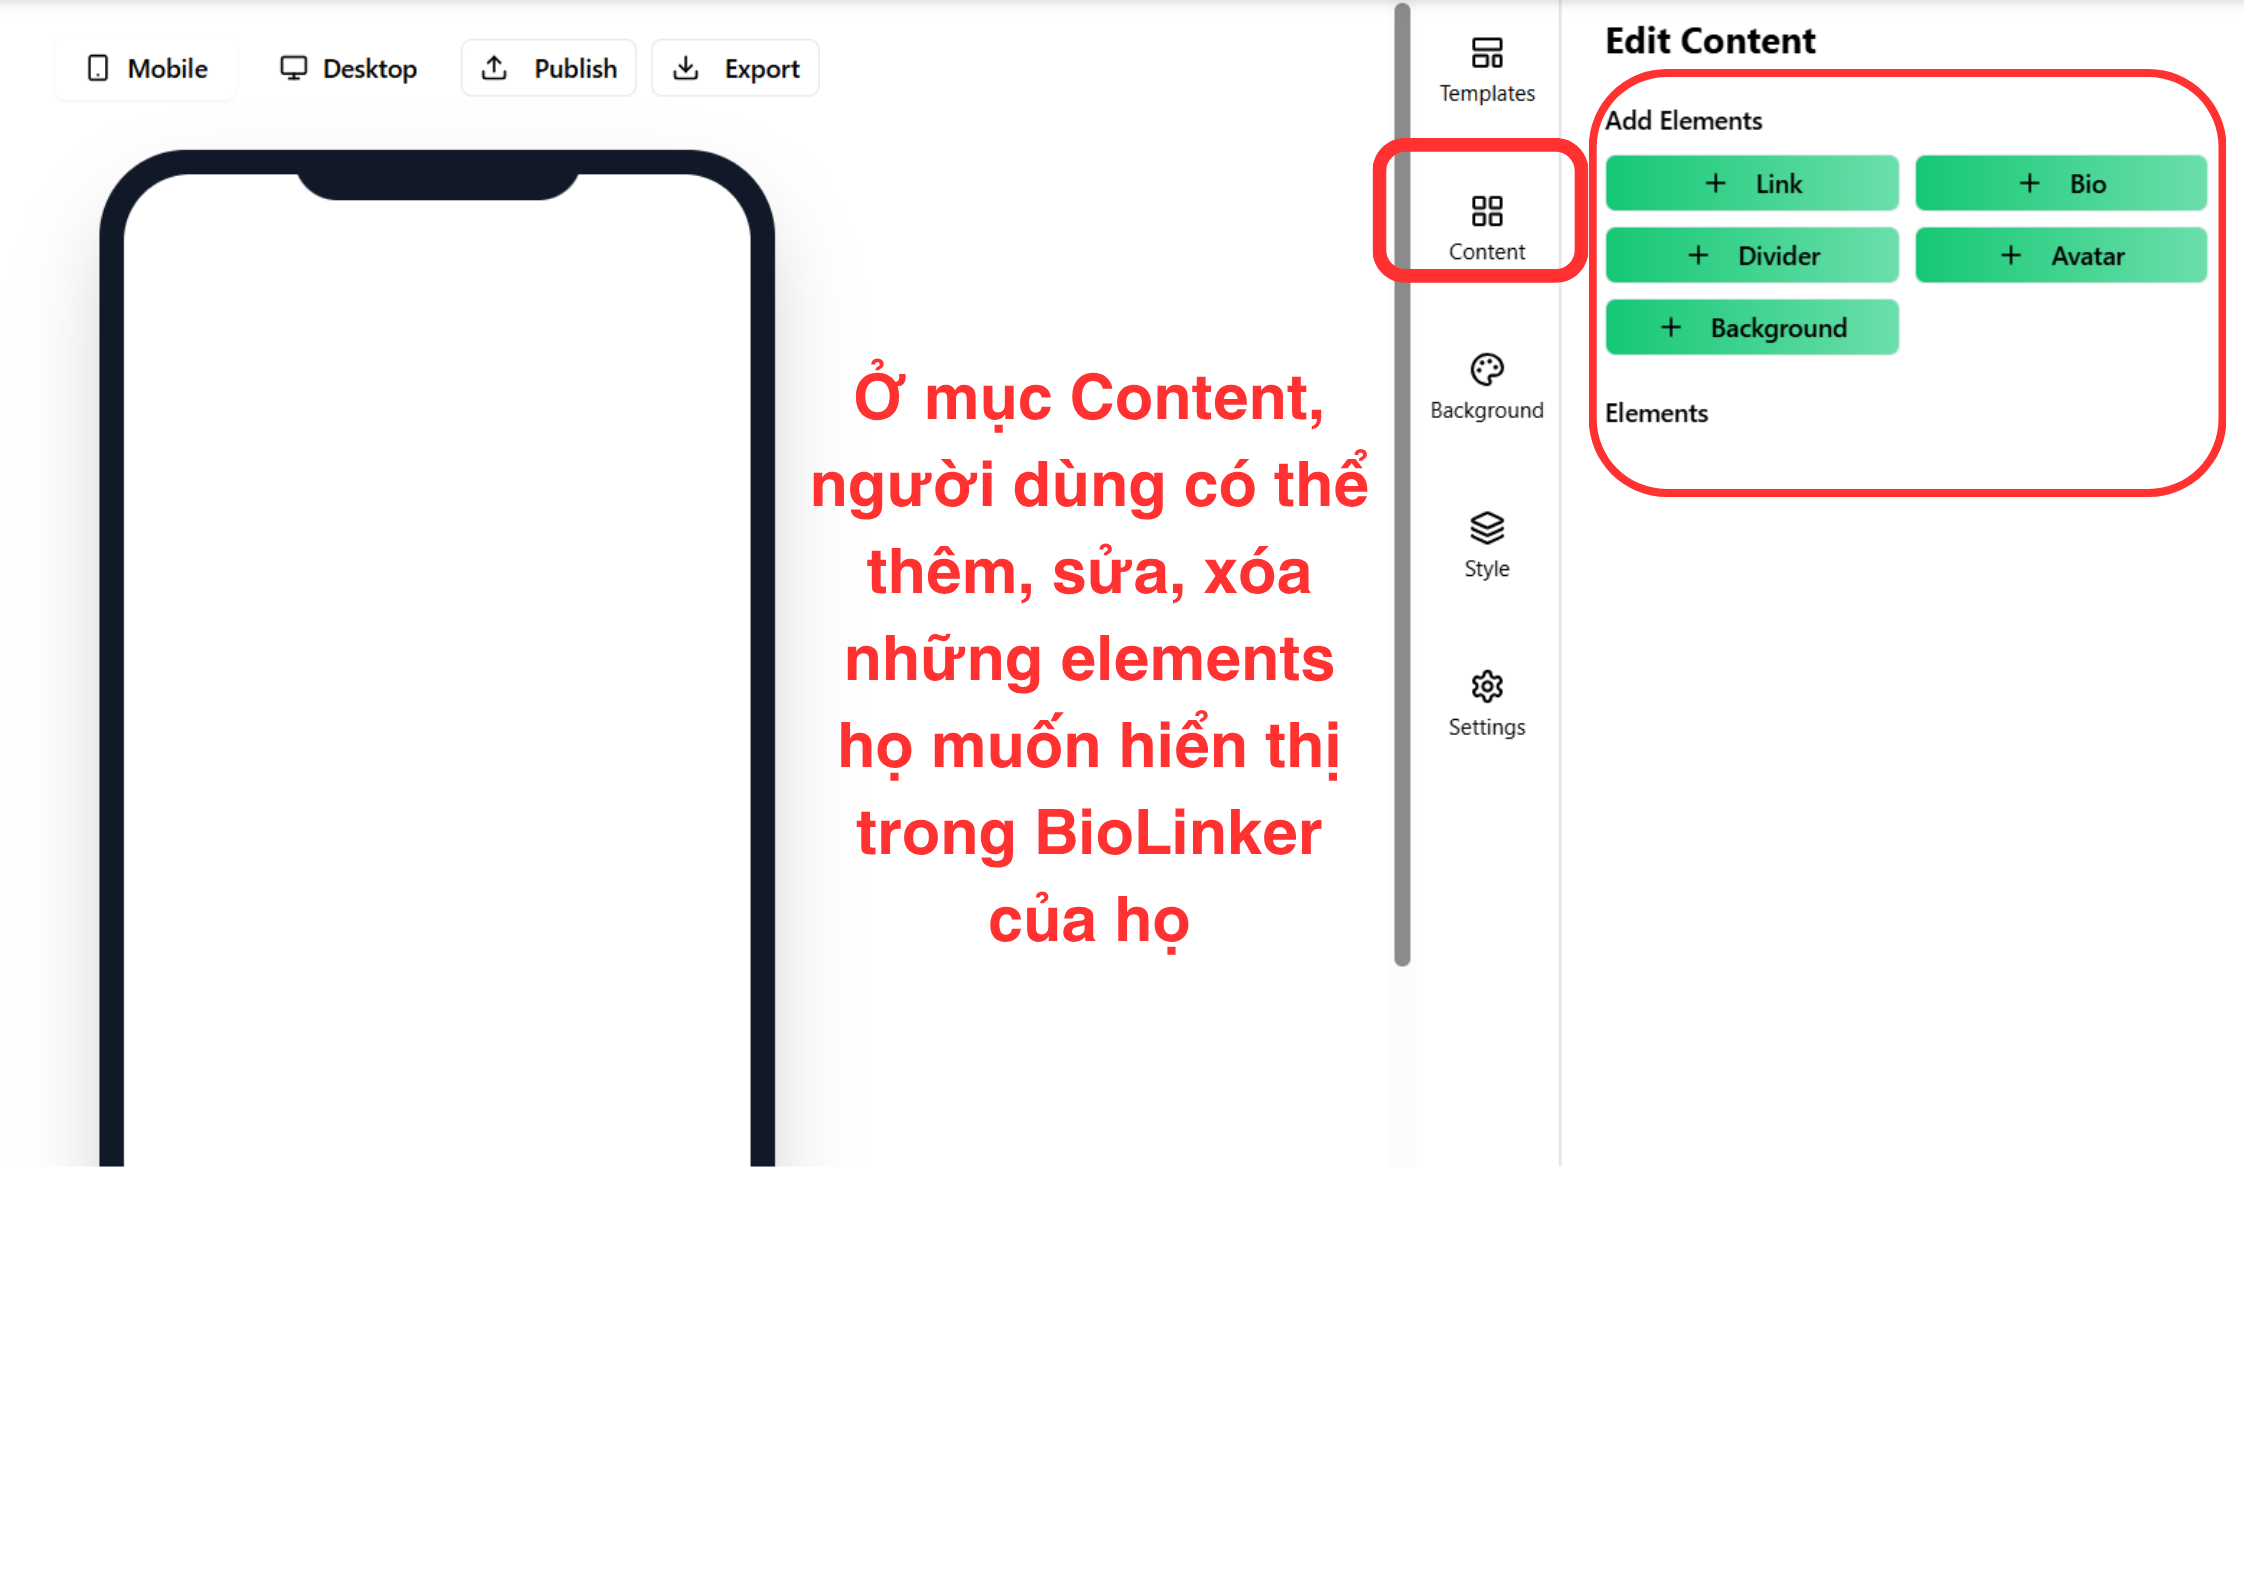 Mobile
Desktop
Publish
Export
Ở mục Content,
người dùng có thể
thêm, sửa, xóa
những elements
họ muốn hiển thị
trong BioLinker
của họ
Templates
Content
Background
Style
Settings
Edit Content
Add Elements
+ Link
+ Bio
+ Divider
+ Avatar
+ Background
Elements